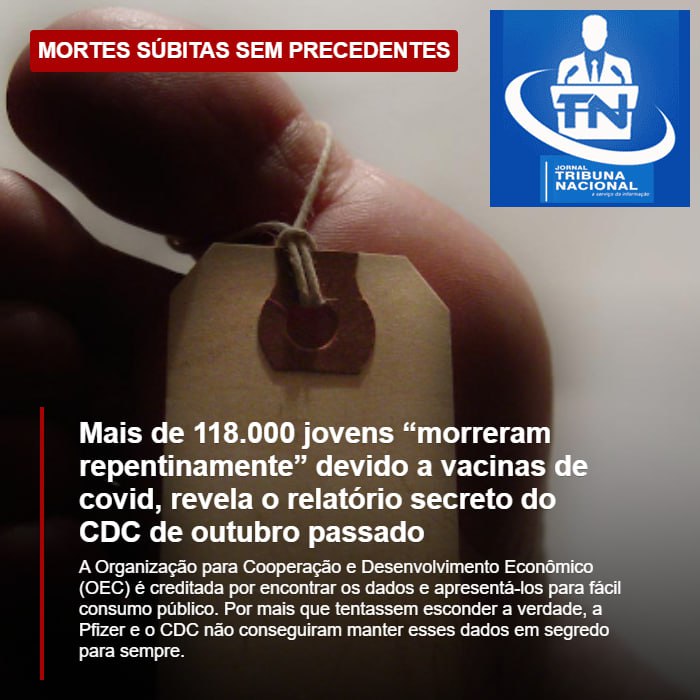 MORTES SÚBITAS SEM PRECEDENTES
TN
JORNAL
TRIBUNA
NACIONAL
a serviço da informação
Mais de 118.000 jovens “morreram
repentinamente” devido a vacinas de
covid, revela o relatório secreto do
CDC de outubro passado
A Organização para Cooperação e Desenvolvimento Econômico
(OEC) é creditada por encontrar os dados e apresentá-los para fácil
consumo público. Por mais que tentassem esconder a verdade, a
Pfizer e o CDC não conseguiram manter esses dados em segredo
para sempre.